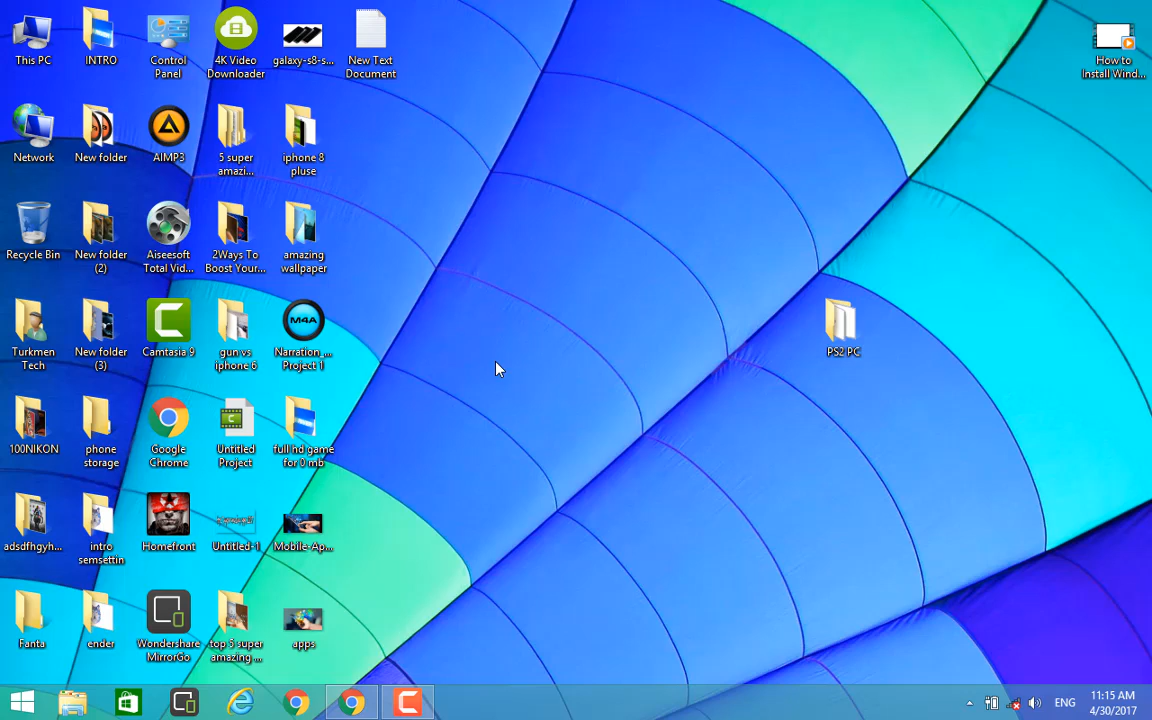 This PC
INTRO
Control
Panel
4K Video
Downloader
galaxy-s8-s...
New Text
Document
How to
Install Wind...
Network
New folder
AIMP3
5 super
amazi...
iphone 8
pluse
Recycle Bin
New folder
(2)
Aiseesoft
Total Vid...
2Ways To
Boost Your...
amazing
wallpaper
Turkmen
Tech
New folder
(3)
Camtasia 9
gun vs
iphone 6
M4A
Narration_...
Project 1
PS2 PC
100NIKON
phone
storage
Google
Chrome
Untitled
Project
full hd game
for 0 mb
adsdfhgyh...
intro
semsettin
Homefront
Untitled-1
Mobile-Ap...
Fanta
ender
Wondershare
MirrorGo
top 5 super
amazing ...
apps
ENG
11:15 AM
4/30/2017